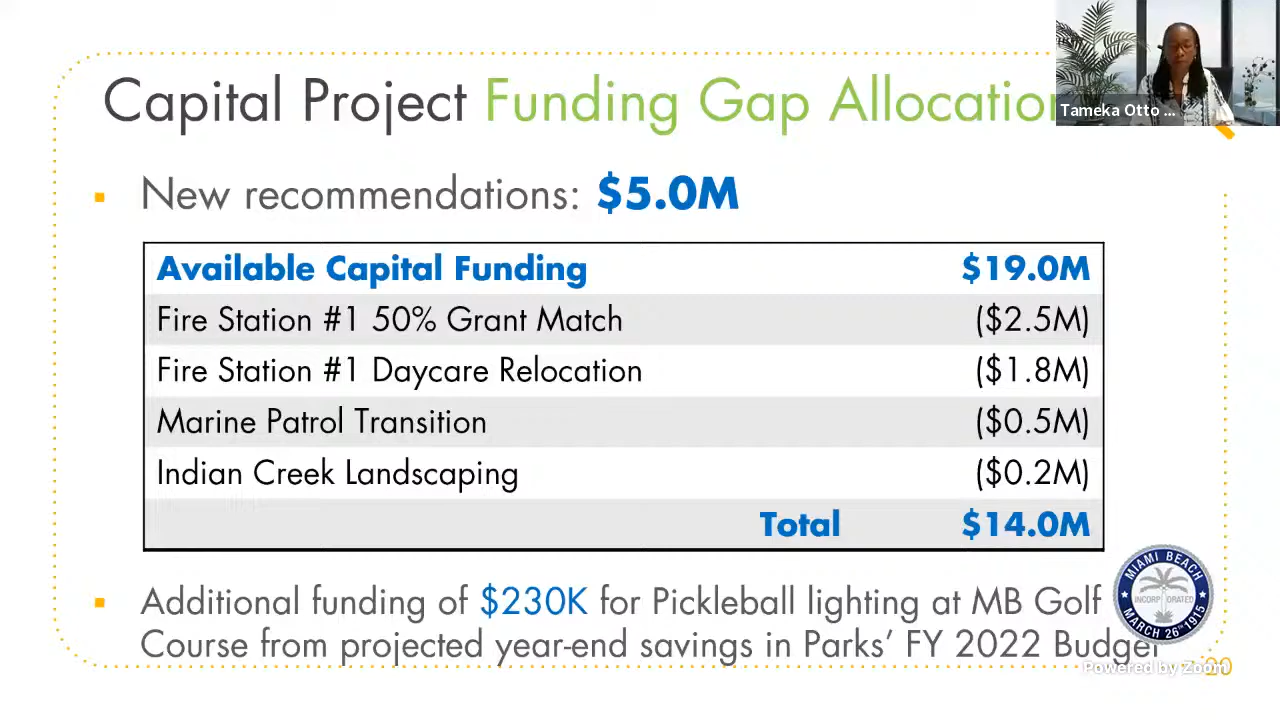 Capital Project Funding Gap Allocation
Tameka Otto ...
▪ New recommendations: $5.0M
Available Capital Funding $19.0M
Fire Station #1 50% Grant Match ($2.5M)
Fire Station #1 Daycare Relocation ($1.8M)
Marine Patrol Transition ($0.5M)
Indian Creek Landscaping ($0.2M)
Total $14.0M
▪ Additional funding of $230K for Pickleball lighting at MB Golf
Course from projected year-end savings in Parks' FY 2022 Budget
MIAMI BEACH
INCORPORATED
MARCH 26TH 1915
Powered by Zoom
20